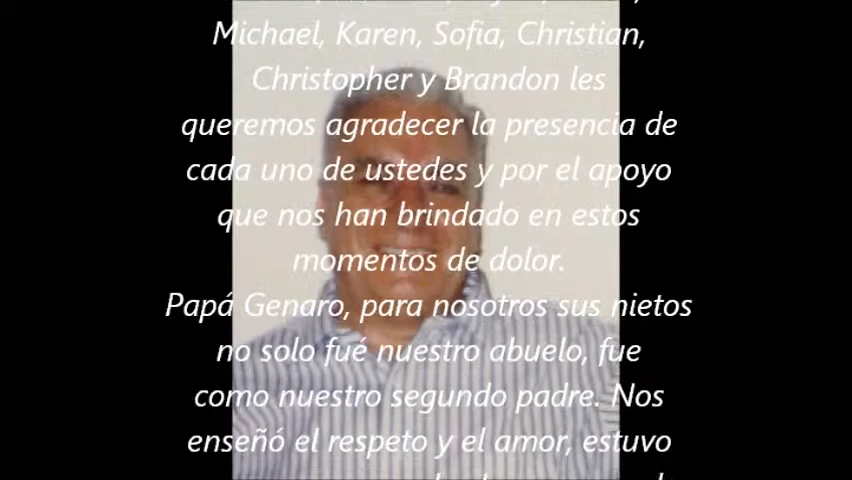 Michael, Karen, Sofia, Christian,
Christopher y Brandon les
queremos agradecer la presencia de
cada uno de ustedes y por el apoyo
que nos han brindado en estos
momentos de dolor.
Papá Genaro, para nosotros sus nietos
no solo fué nuestro abuelo, fue
como nuestro segundo padre. Nos
enseñó el respeto y el amor, estuvo